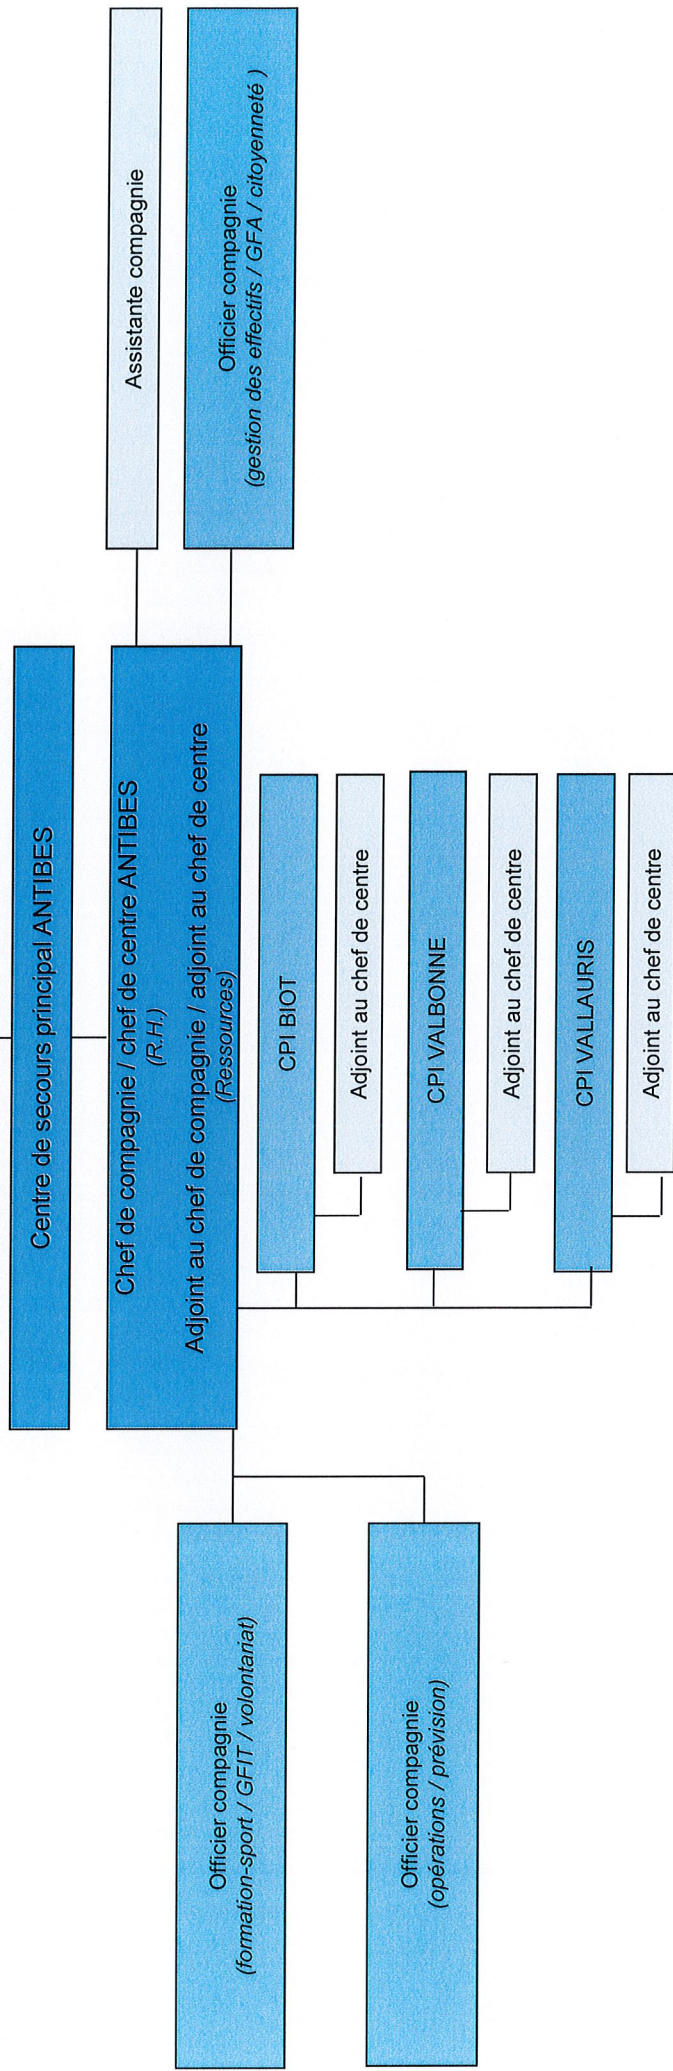 Centre de secours principal ANTIBES
Chef de compagnie / chef de centre ANTIBES
(R.H.)
Adjoint au chef de compagnie / adjoint au chef de centre
(Ressources)
Assistante compagnie
Officier compagnie
(gestion des effectifs / GFA / citoyenneté )
Officier compagnie
(formation-sport / GFIT / volontariat)
Officier compagnie
(opérations / prévision)
CPI BIOT
Adjoint au chef de centre
CPI VALBONNE
Adjoint au chef de centre
CPI VALLAURIS
Adjoint au chef de centre